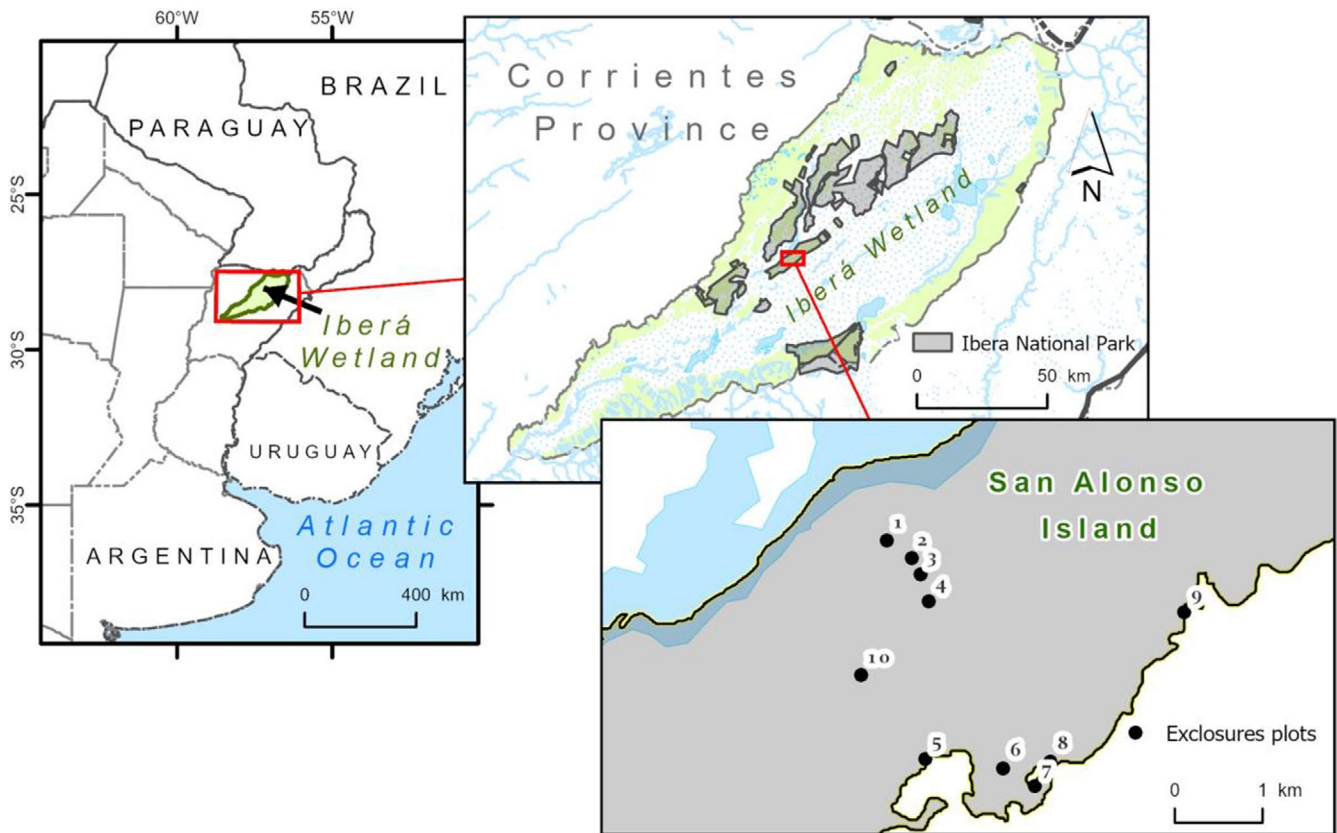 60°W
55°W
25°S
30°S
35°S
BRAZIL
PARAGUAY
Iberá
Wetland
URUGUAY
ARGENTINA
Atlantic
Ocean
0 400 km
Corrientes
Province
N
Iberá Wetland
Ibera National Park
0 50 km
San Alonso
Island
1
2
3
4
9
10
5
6
8
7
Exclosures plots
0 1 km